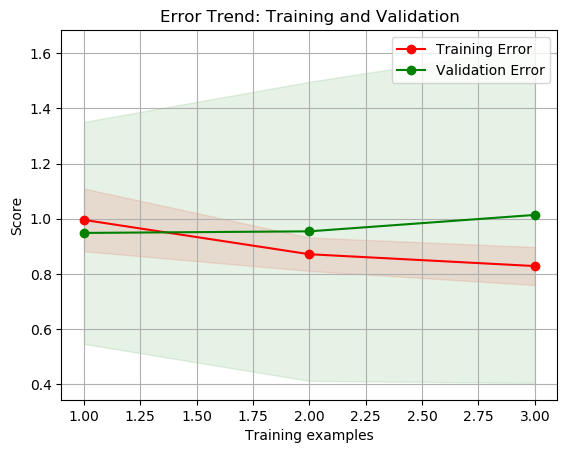 Error Trend: Training and Validation
Training Error
Validation Error
Score
1.6
1.4
1.2
1.0
0.8
0.6
0.4
1.00 1.25 1.50 1.75 2.00 2.25 2.50 2.75 3.00
Training examples